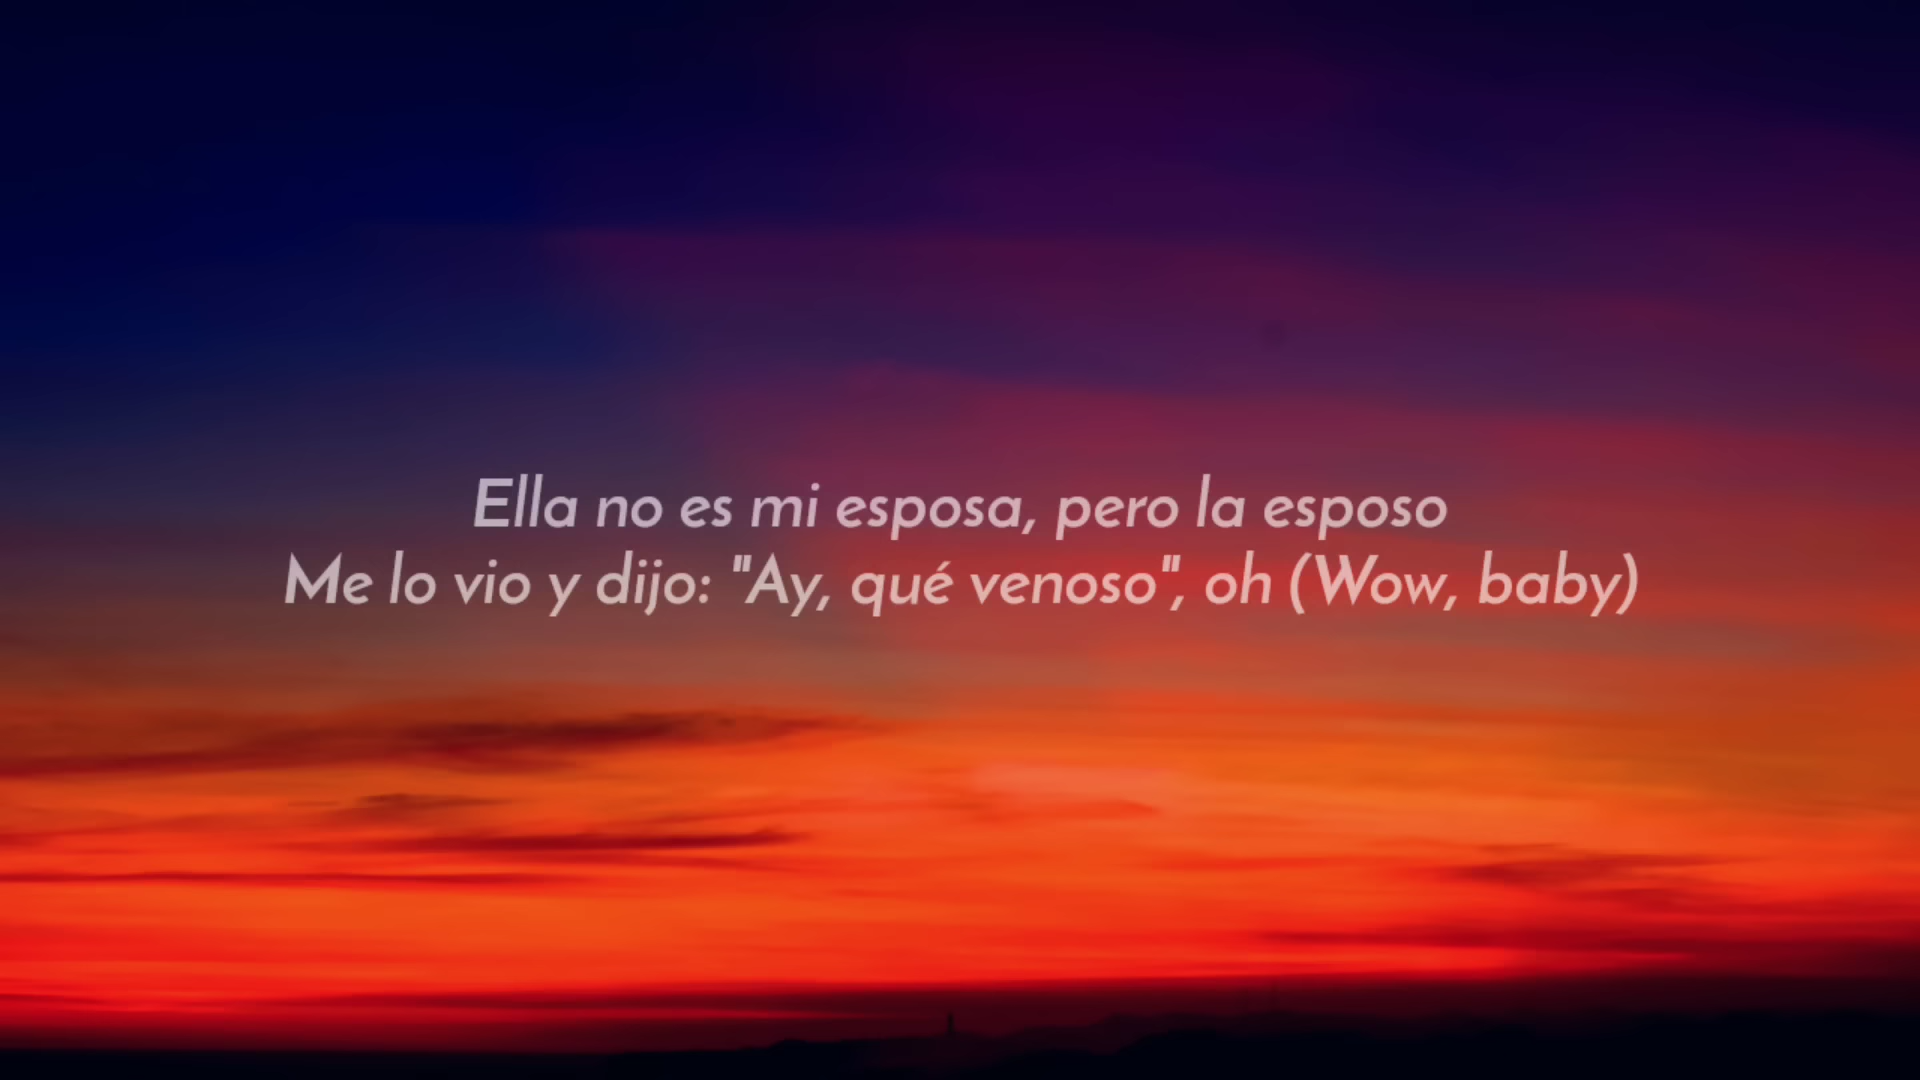 Ella no es mi esposa, pero la esposo
Me lo vio y dijo: "Ay, qué venoso", oh (Wow, baby)